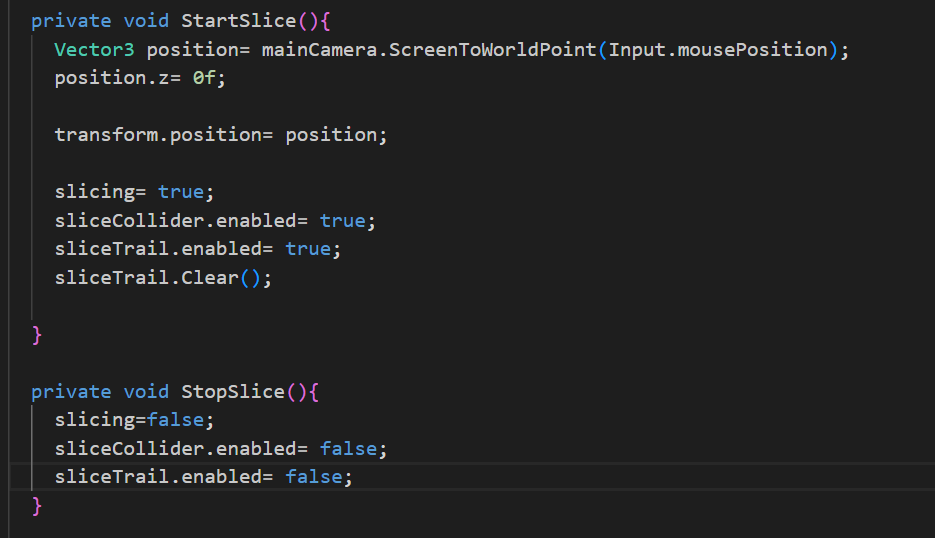 private void StartSlice(){
Vector3 position= mainCamera.ScreenToWorldPoint(Input.mousePosition);
position.z= 0f;
transform.position= position;
slicing= true;
sliceCollider.enabled= true;
sliceTrail.enabled= true;
sliceTrail.Clear();
}
private void StopSlice(){
slicing=false;
sliceCollider.enabled= false;
sliceTrail.enabled= false;
}